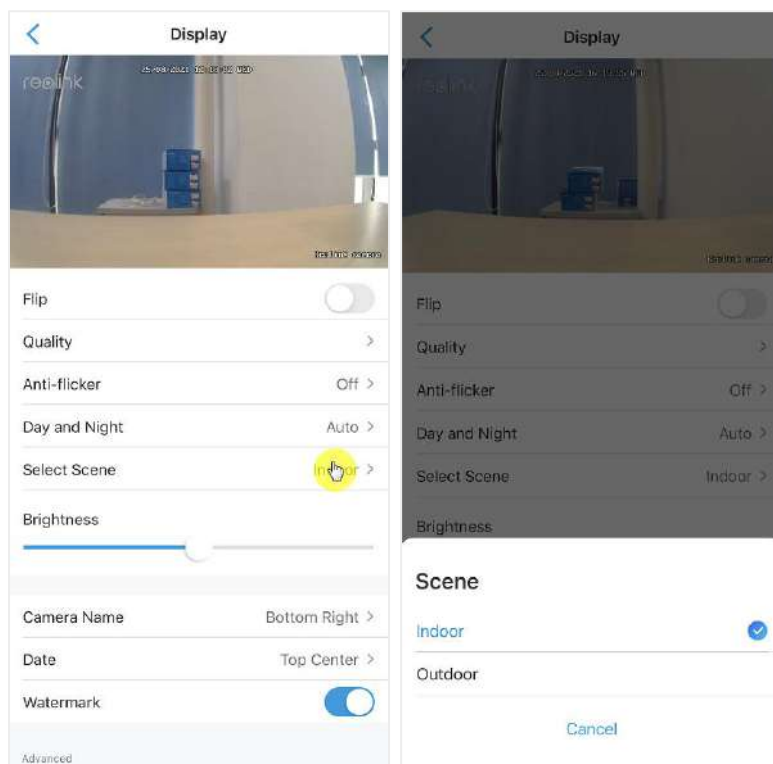 Display
reolink
Flip
Quality
Anti-flicker Off
Day and Night Auto
Select Scene Indoor
Brightness
Camera Name Bottom Right
Date Top Center
Watermark
Advanced
Display
Flip
Quality
Anti-flicker Off
Day and Night Auto
Select Scene Indoor
Brightness
Scene
Indoor
Outdoor
Cancel